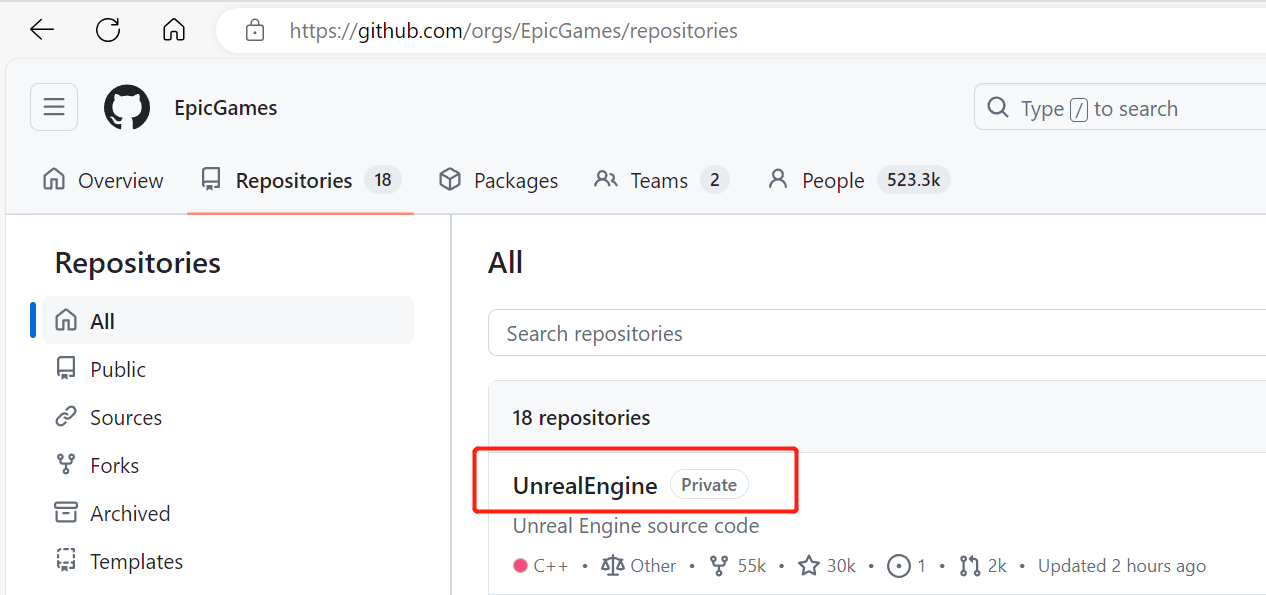 https://github.com/orgs/EpicGames/repositories
EpicGames
Type / to search
Overview Repositories 18 Packages Teams 2 People 523.3k
Repositories
All
Public
Sources
Forks
Archived
Templates
All
Search repositories
18 repositories
UnrealEngine Private
Unreal Engine source code
C++ • Other • 55k • 30k • 1 • 2k • Updated 2 hours ago